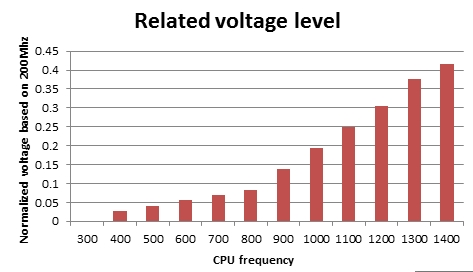 Related voltage level
Normalized voltage based on 200Mhz
0.45
0.4
0.35
0.3
0.25
0.2
0.15
0.1
0.05
0
300 400 500 600 700 800 900 1000 1100 1200 1300 1400
CPU frequency